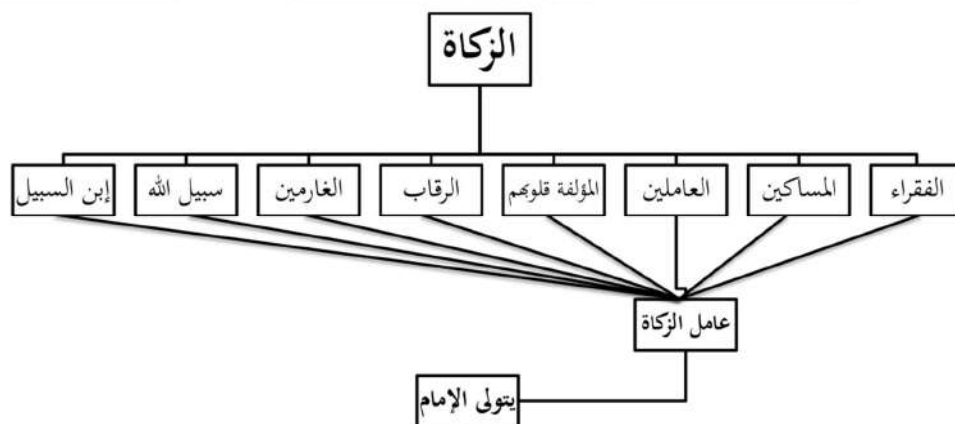 الزكاة
الفقراء
المساكين
العاملين
المؤلفة قلوبهم
الرقاب
الغارمين
سبيل الله
إبن السبيل
عامل الزكاة
يتولى الإمام